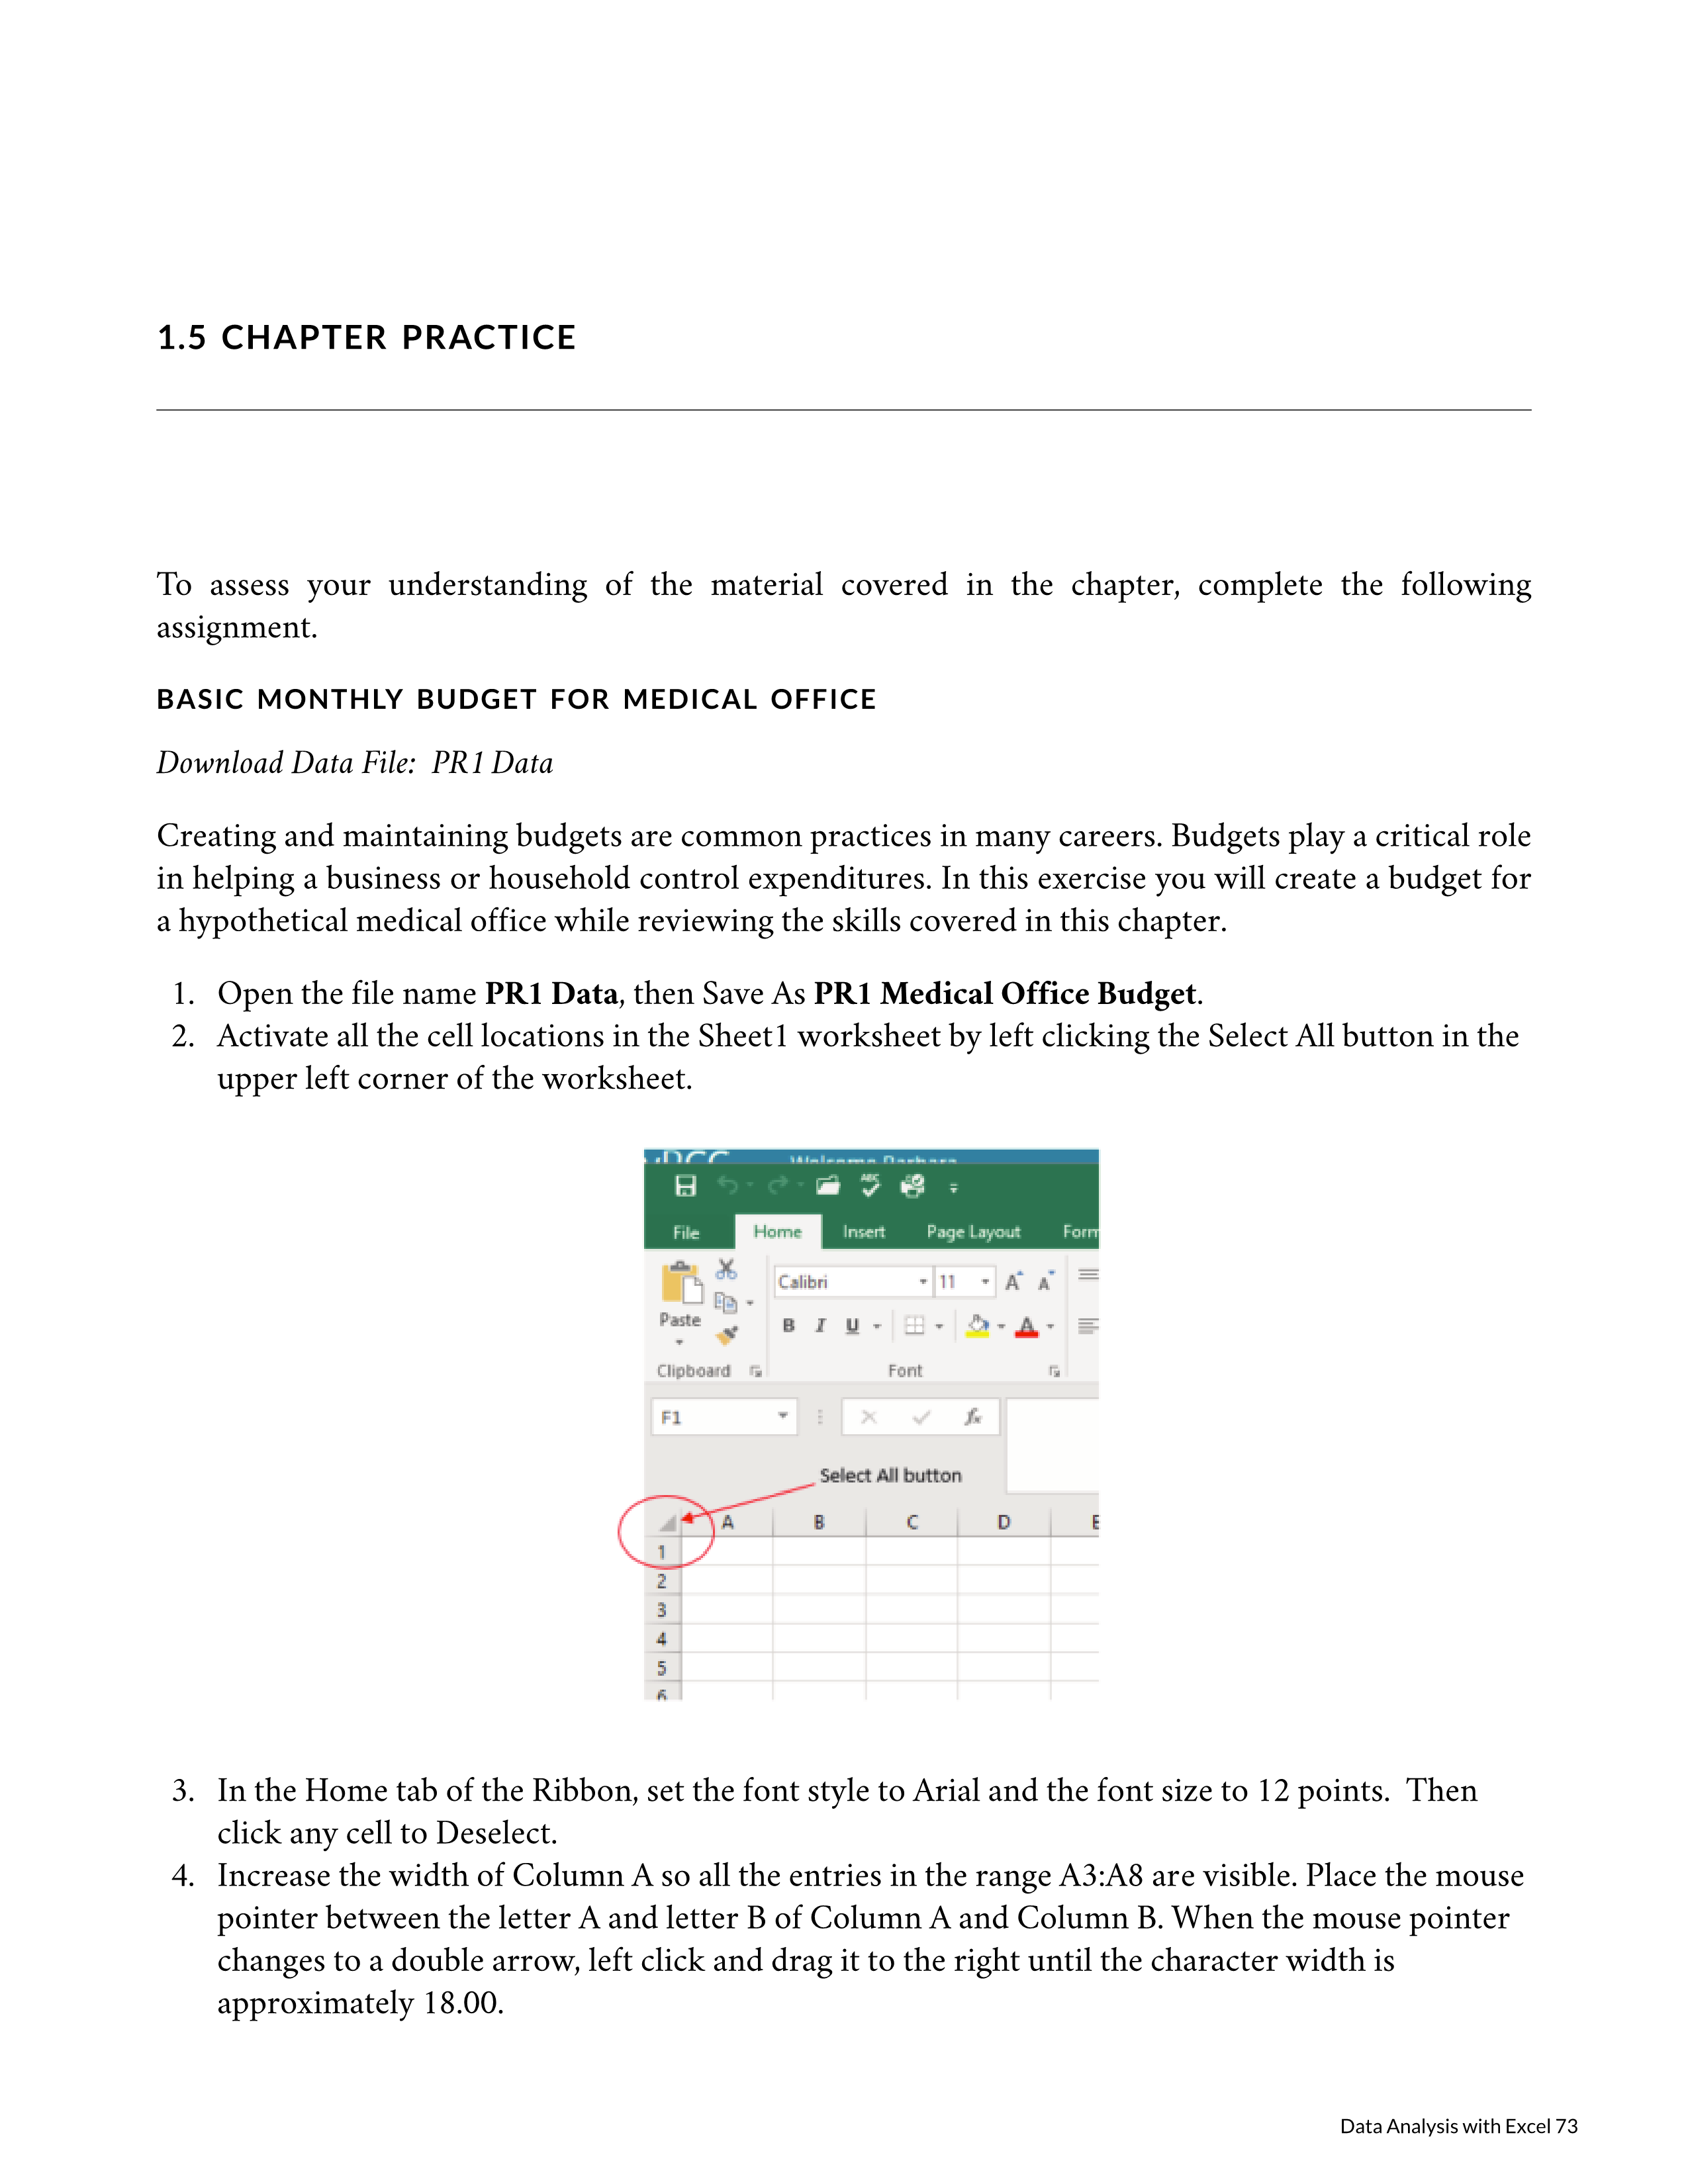 1.5 CHAPTER PRACTICE
To assess your understanding of the material covered in the chapter, complete the following
assignment.
BASIC MONTHLY BUDGET FOR MEDICAL OFFICE
Download Data File: PR1 Data
Creating and maintaining budgets are common practices in many careers. Budgets play a critical role
in helping a business or household control expenditures. In this exercise you will create a budget for
a hypothetical medical office while reviewing the skills covered in this chapter.
1. Open the file name PR1 Data, then Save As PR1 Medical Office Budget.
2. Activate all the cell locations in the Sheet1 worksheet by left clicking the Select All button in the
upper left corner of the worksheet.
File Home Insert Page Layout Form
Calibri 11 A A
Paste B I U A
Clipboard Font
F1 fx
Select All button
A B C D E
1
2
3
4
5
6
3. In the Home tab of the Ribbon, set the font style to Arial and the font size to 12 points. Then
click any cell to Deselect.
4. Increase the width of Column A so all the entries in the range A3:A8 are visible. Place the mouse
pointer between the letter A and letter B of Column A and Column B. When the mouse pointer
changes to a double arrow, left click and drag it to the right until the character width is
approximately 18.00.
Data Analysis with Excel 73